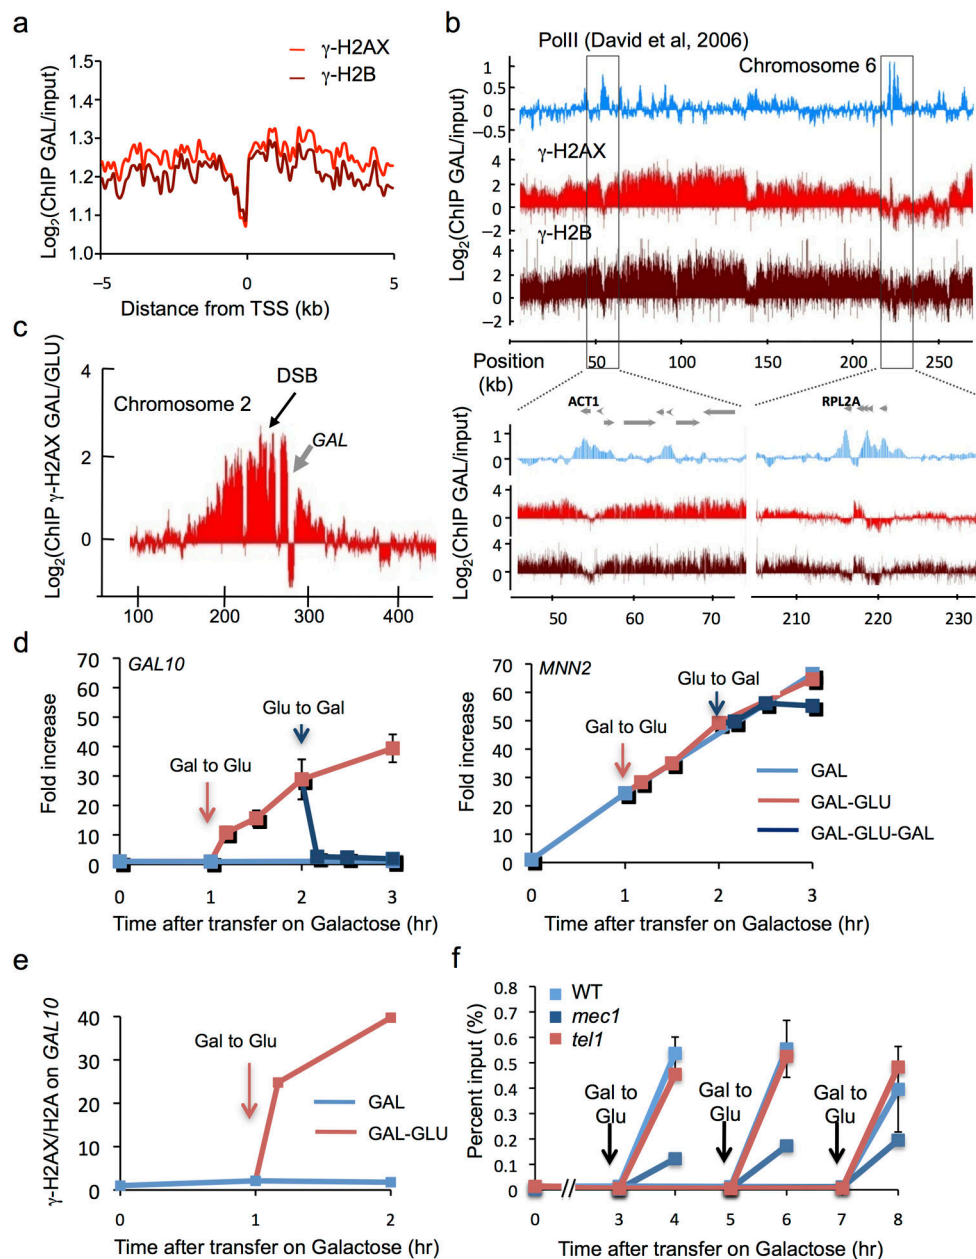 a
γ-H2AX
γ-H2B
Log2(ChIP GAL/input)
1.5
1.4
1.3
1.2
1.1
1.0
−5
0
5
Distance from TSS (kb)
b
PolII (David et al, 2006)
Chromosome 6
1
0
−0.5
γ-H2AX
4
2
0
−2
γ-H2B
4
2
0
−2
Log2(ChIP GAL/input)
Position
(kb)
50
100
150
200
250
ACT1
RPL2A
1
0
4
0
4
0
Log2(ChIP GAL/input)
50
60
70
210
220
230
c
Log2(ChIP γ-H2AX GAL/GLU)
4
2
0
Chromosome 2
DSB
GAL
100
200
300
400
d
GAL10
Fold increase
70
60
50
40
30
20
10
0
Gal to Glu
Glu to Gal
0
1
2
3
Time after transfer on Galactose (hr)
MNN2
Fold increase
70
60
50
40
30
20
10
0
Gal to Glu
Glu to Gal
GAL
GAL-GLU
GAL-GLU-GAL
0
1
2
3
Time after transfer on Galactose (hr)
e
γ-H2AX/H2A on GAL10
40
30
20
10
0
Gal to Glu
GAL
GAL-GLU
0
1
2
Time after transfer on Galactose (hr)
f
WT
mec1
tel1
Percent input (%)
0.8
0.7
0.6
0.5
0.4
0.3
0.2
0.1
0
Gal to
Glu
Gal to
Glu
Gal to
Glu
0
3
4
5
6
7
8
Time after transfer on Galactose (hr)